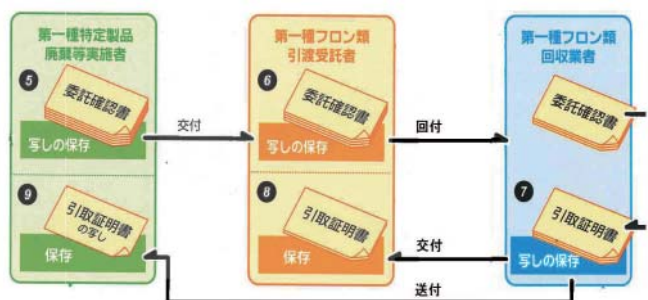 第一種特定製品
廃棄等実施者
5
委託確認書
写しの保存
交付
第一種フロン類
引渡受託者
6
委託確認書
写しの保存
回付
第一種フロン類
回収業者
委託確認書
9
引取証明書
の写し
保存
8
引取証明書
保存
交付
7
引取証明書
写しの保存
送付